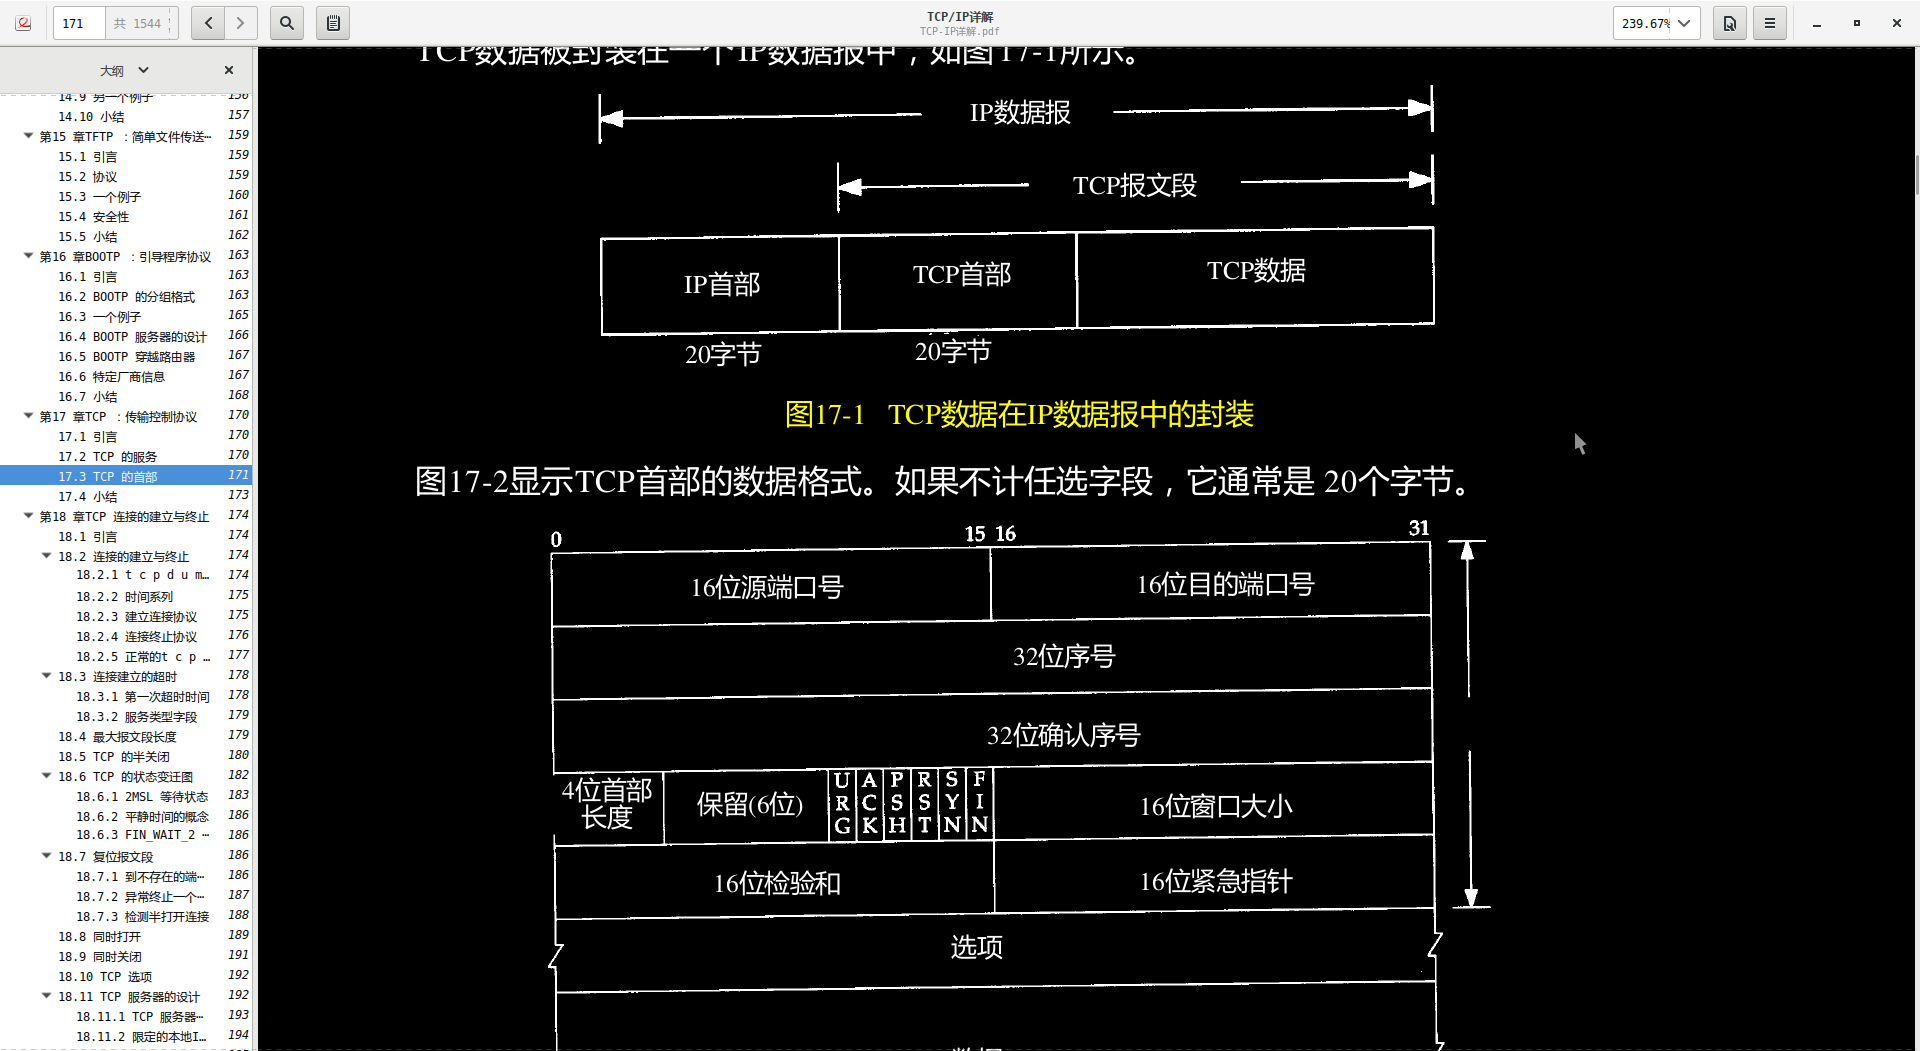 171
共 1544
TCP/IP详解
TCP-IP详解.pdf
239.67%
大纲
14.9 另一个例子 156
14.10 小结 157
第15 章TFTP :简单文件传送… 159
15.1 引言 159
15.2 协议 159
15.3 一个例子 160
15.4 安全性 161
15.5 小结 162
第16 章BOOTP :引导程序协议 163
16.1 引言 163
16.2 BOOTP 的分组格式 163
16.3 一个例子 165
16.4 BOOTP 服务器的设计 166
16.5 BOOTP 穿越路由器 167
16.6 特定厂商信息 167
16.7 小结 168
第17 章TCP :传输控制协议 170
17.1 引言 170
17.2 TCP 的服务 170
17.3 TCP 的首部 171
17.4 小结 173
第18 章TCP 连接的建立与终止 174
18.1 引言 174
18.2 连接的建立与终止 174
18.2.1 t c p d u m… 174
18.2.2 时间系列 175
18.2.3 建立连接协议 175
18.2.4 连接终止协议 176
18.2.5 正常的t c p … 177
18.3 连接建立的超时 178
18.3.1 第一次超时时间 178
18.3.2 服务类型字段 179
18.4 最大报文段长度 179
18.5 TCP 的半关闭 180
18.6 TCP 的状态变迁图 182
18.6.1 2MSL 等待状态 183
18.6.2 平静时间的概念 186
18.6.3 FIN_WAIT_2 … 186
18.7 复位报文段 186
18.7.1 到不存在的端… 186
18.7.2 异常终止一个… 187
18.7.3 检测半打开连接 188
18.8 同时打开 189
18.9 同时关闭 191
18.10 TCP 选项 192
18.11 TCP 服务器的设计 192
18.11.1 TCP 服务器… 193
18.11.2 限定的本地I… 194
TCP数据被封装在一个IP数据报中,如图17-1所示。
IP数据报
TCP报文段
IP首部 TCP首部 TCP数据
20字节 20字节
图17-1 TCP数据在IP数据报中的封装
图17-2显示TCP首部的数据格式。如果不计任选字段,它通常是 20个字节。
0 15 16 31
16位源端口号 16位目的端口号
32位序号
32位确认序号
4位首部
长度
保留(6位)
URG ACK PSH RST SYN FIN
16位窗口大小
16位检验和 16位紧急指针
选项